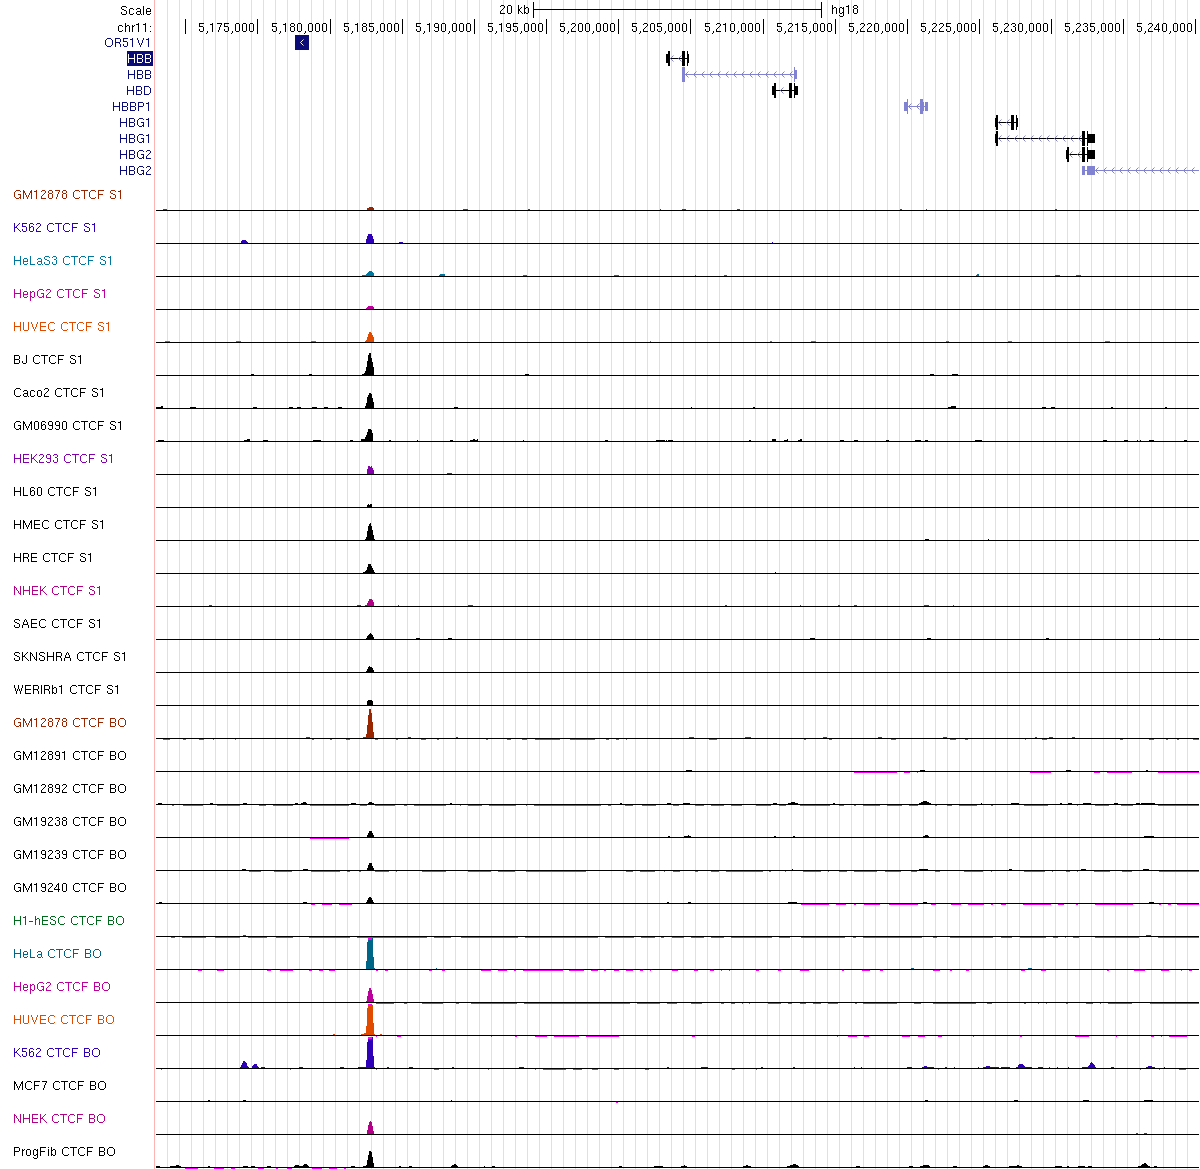 Scale 20 kb hg18
chr11: 5,175,000 5,180,000 5,185,000 5,190,000 5,195,000 5,200,000 5,205,000 5,210,000 5,215,000 5,220,000 5,225,000 5,230,000 5,235,000 5,240,000
OR51V1
HBB
HBB
HBD
HBBP1
HBG1
HBG1
HBG2
HBG2
GM12878 CTCF S1
K562 CTCF S1
HeLaS3 CTCF S1
HepG2 CTCF S1
HUVEC CTCF S1
BJ CTCF S1
Caco2 CTCF S1
GM06990 CTCF S1
HEK293 CTCF S1
HL60 CTCF S1
HMEC CTCF S1
HRE CTCF S1
NHEK CTCF S1
SAEC CTCF S1
SKNSHRA CTCF S1
WERIRb1 CTCF S1
GM12878 CTCF BO
GM12891 CTCF BO
GM12892 CTCF BO
GM19238 CTCF BO
GM19239 CTCF BO
GM19240 CTCF BO
H1-hESC CTCF BO
HeLa CTCF BO
HepG2 CTCF BO
HUVEC CTCF BO
K562 CTCF BO
MCF7 CTCF BO
NHEK CTCF BO
ProgFib CTCF BO